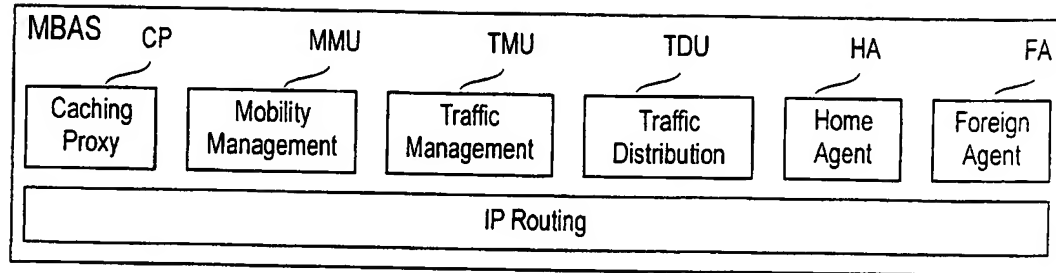 MBAS
CP
MMU
TMU
TDU
HA
FA
Caching
Proxy
Mobility
Management
Traffic
Management
Traffic
Distribution
Home
Agent
Foreign
Agent
IP Routing